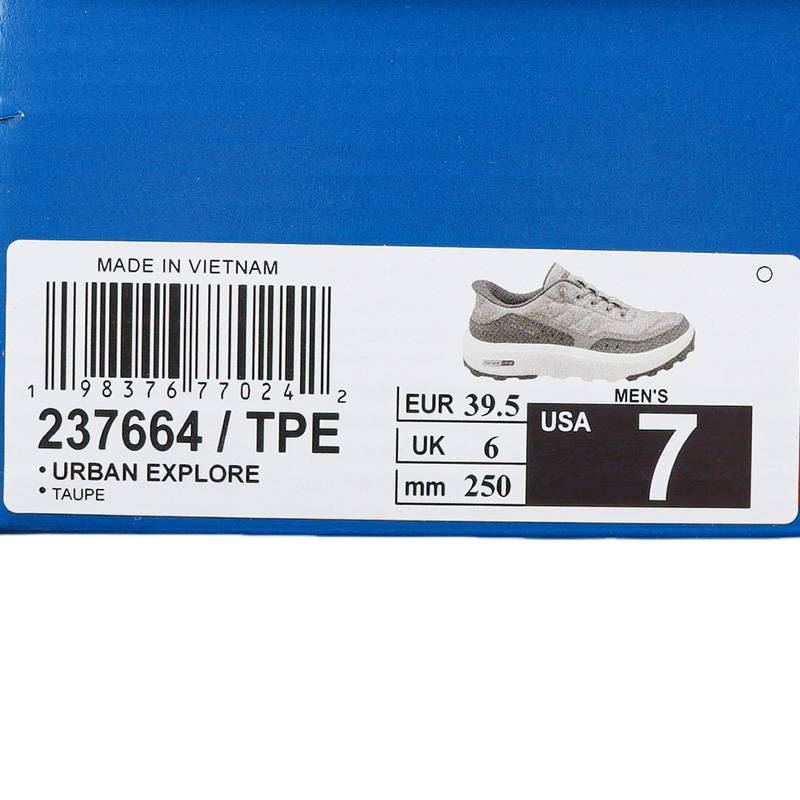 MADE IN VIETNAM
1 98376 77024 2
237664 / TPE
• URBAN EXPLORE
• TAUPE
MEN'S
EUR 39.5
UK 6
mm 250
USA 7